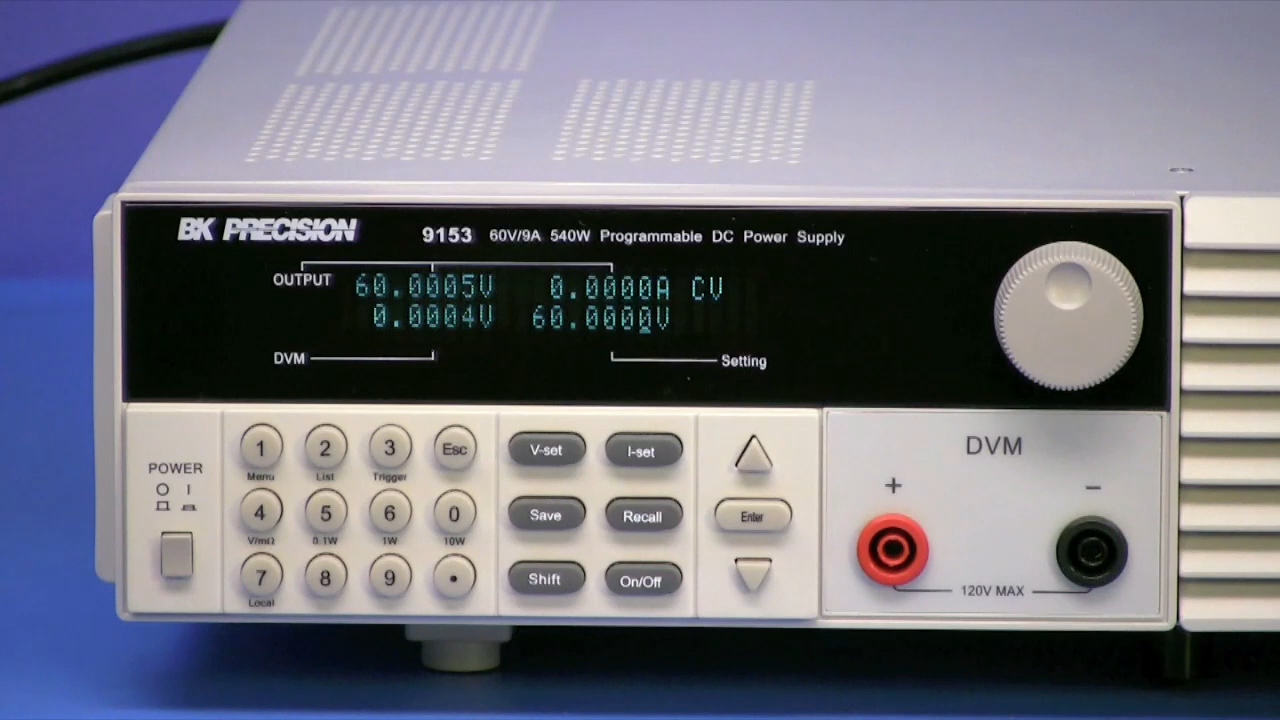 BK PRECISION 9153 60V/9A 540W Programmable DC Power Supply
OUTPUT 60.0005V 0.0000A CV
0.0004V 60.0000V
DVM Setting
POWER
O I
1 2 3 Esc
Menu List Trigger
4 5 6 0
V/mΩ 0.1W 1W 10W
7 8 9 •
Local
V-set I-set
Save Recall
Shift On/Off
Enter
DVM
+ −
120V MAX